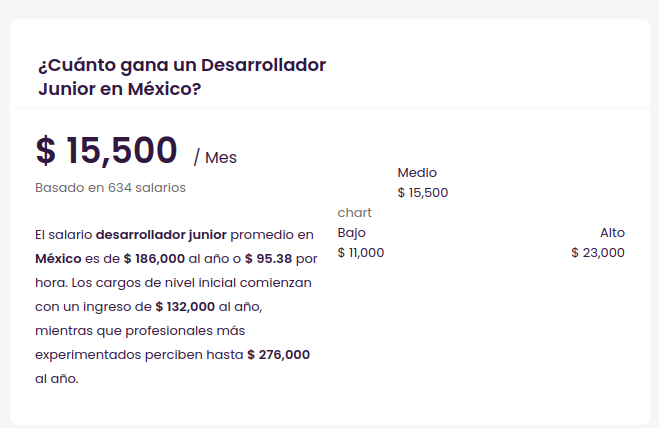 ¿Cuánto gana un Desarrollador
Junior en México?
$ 15,500 / Mes
Basado en 634 salarios
El salario desarrollador junior promedio en
México es de $ 186,000 al año o $ 95.38 por
hora. Los cargos de nivel inicial comienzan
con un ingreso de $ 132,000 al año,
mientras que profesionales más
experimentados perciben hasta $ 276,000
al año.
Medio
$ 15,500
chart
Bajo
$ 11,000
Alto
$ 23,000